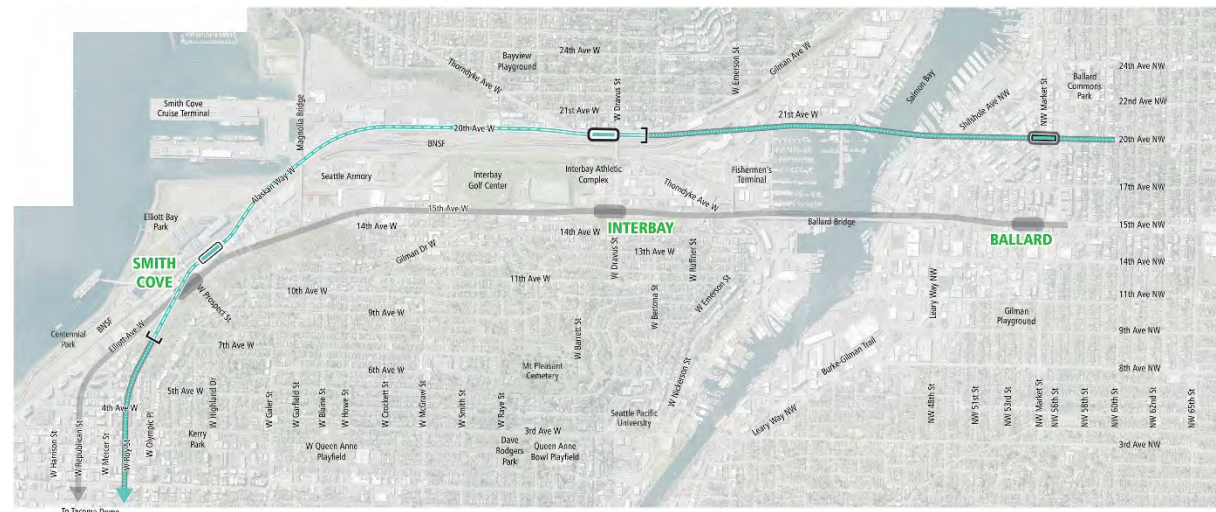 24th Ave W
Bayview
Playground
Thorndyke Ave W
W Dravus St
W Emerson St
Gilman Ave W
Salmon Bay
Shilshole Ave NW
NW Market St
Ballard
Commons
Park
24th Ave NW
22nd Ave NW
20th Ave NW
Smith Cove
Cruise Terminal
Magnolia Bridge
21st Ave W
21st Ave W
20th Ave W
BNSF
Alaskan Way W
Seattle Armory
Interbay
Golf Center
Interbay Athletic
Complex
Thorndyke Ave W
Fishermen's
Terminal
17th Ave NW
Elliott Bay
Park
15th Ave W
14th Ave W
14th Ave W
INTERBAY
Ballard Bridge
BALLARD
15th Ave NW
SMITH
COVE
Gilman Dr W
13th Ave W
W Dravus St
W Ruffner St
14th Ave NW
11th Ave W
10th Ave W
W Prospect St
W Emerson St
W Bertona St
Leary Way NW
11th Ave NW
BNSF
Elliott Ave W
Centennial
Park
9th Ave W
W Barrett St
Gilman
Playground
9th Ave NW
7th Ave W
6th Ave W
Mt Pleasant
Cemetery
W Nickerson St
Burke-Gilman Trail
8th Ave NW
5th Ave W
4th Ave W
W Highland Dr
W Galer St
W Garfield St
W Blaine St
W Howe St
W Crockett St
W McGraw St
W Smith St
W Raye St
Seattle Pacific
University
Leary Way NW
NW 48th St
NW 51st St
NW 53rd St
NW Market St
NW 56th St
NW 58th St
NW 60th St
NW 62nd St
NW 65th St
W Harrison St
W Republican St
W Mercer St
W Roy St
W Olympic Pl
Kerry
Park
W Queen Anne
Playfield
3rd Ave W
Dave
Rodgers
Park
Queen Anne
Bowl Playfield
3rd Ave NW
To Tacoma Dome